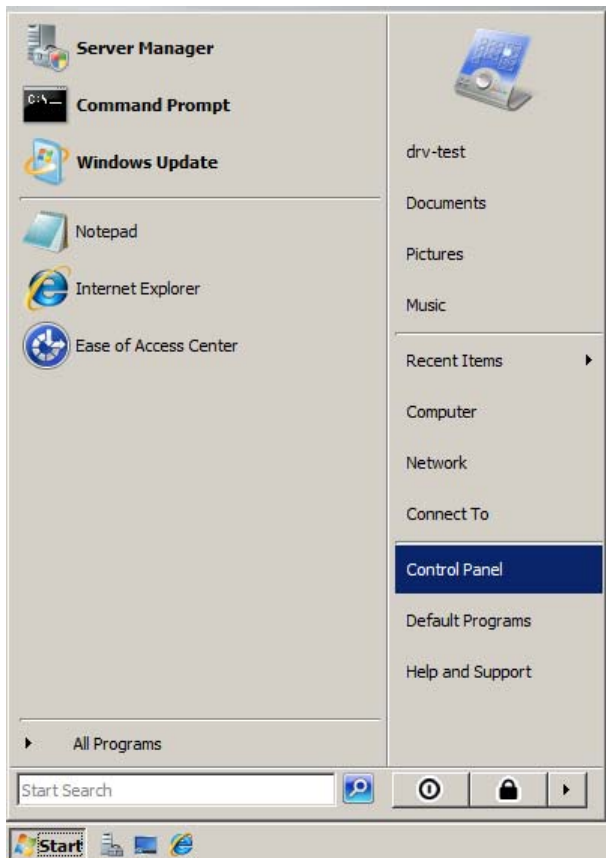 Server Manager
C:\
Command Prompt
Windows Update
Notepad
Internet Explorer
Ease of Access Center
All Programs
Start Search
drv-test
Documents
Pictures
Music
Recent Items
Computer
Network
Connect To
Control Panel
Default Programs
Help and Support
Start